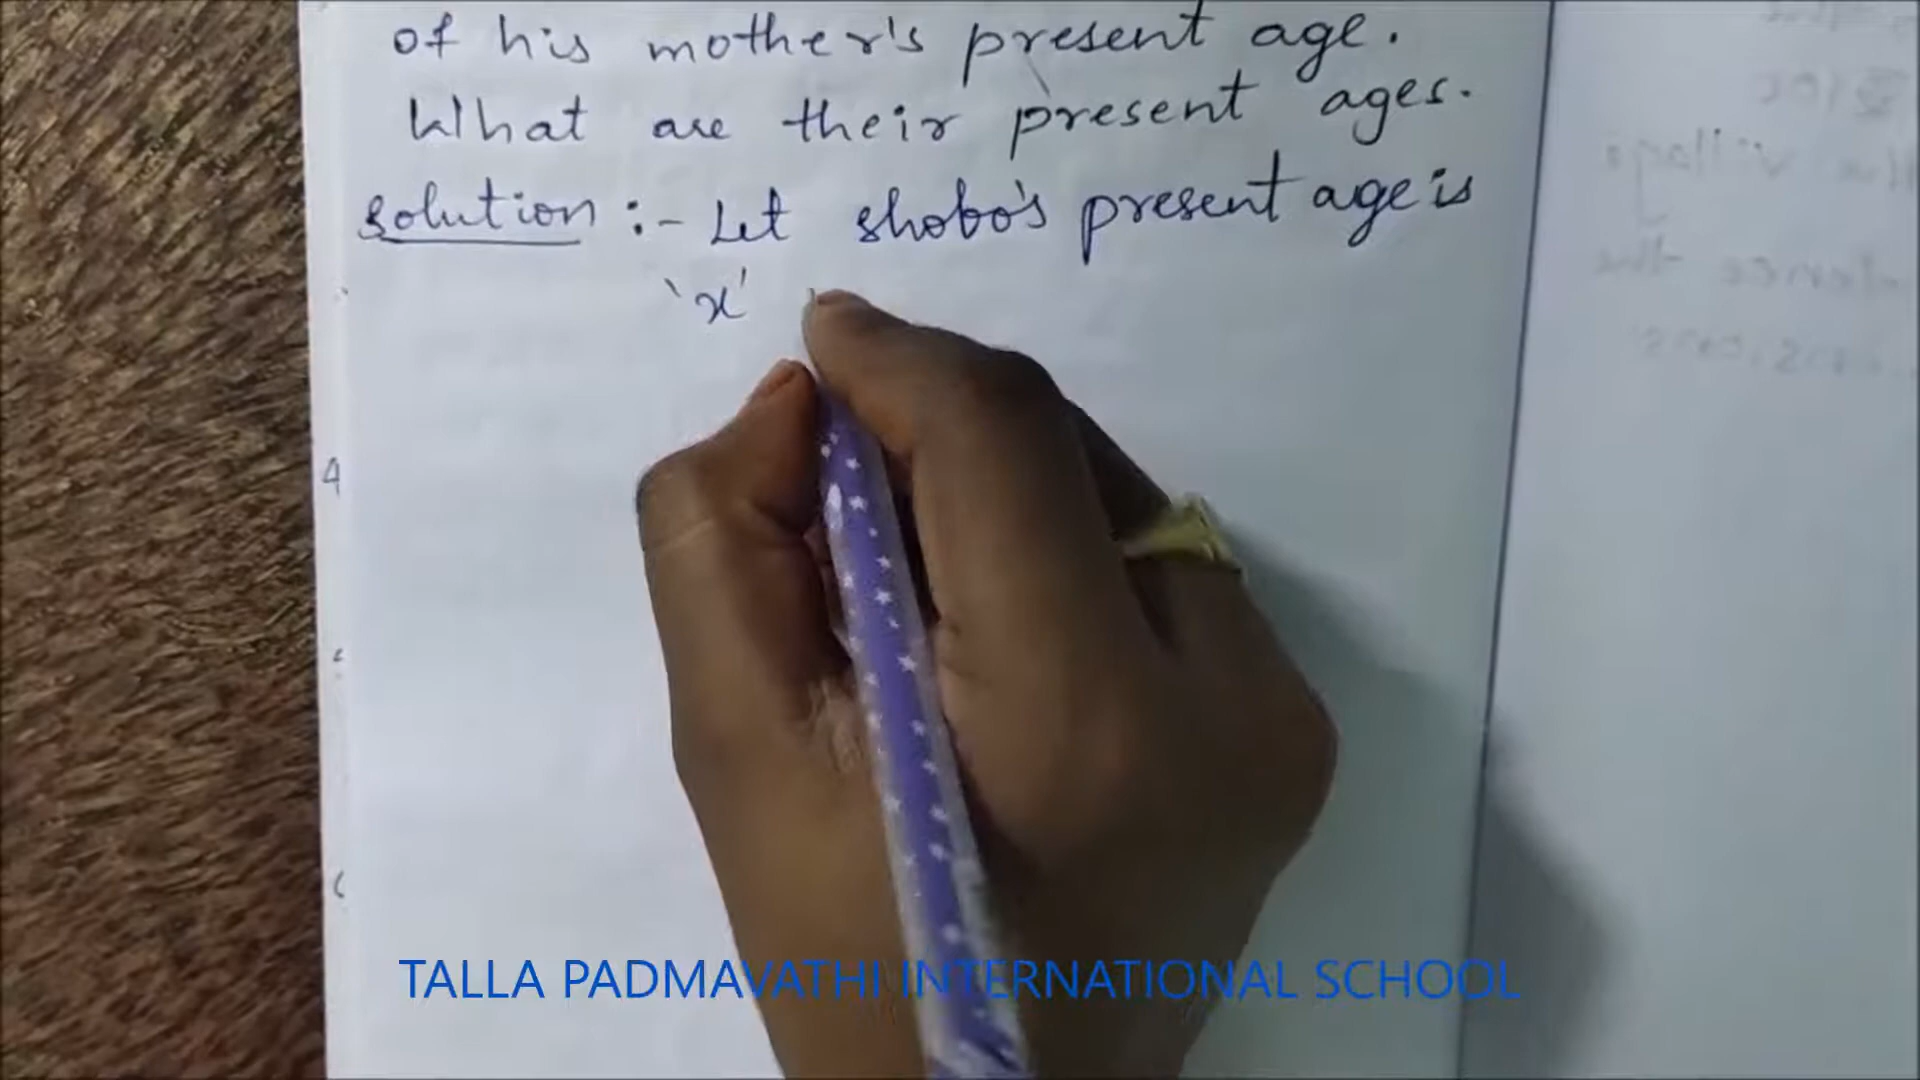 of his mother's present age.
What are their present ages.
solution :- Let shobo's present age is
'x'
4
TALLA PADMAVATHI INTERNATIONAL SCHOOL